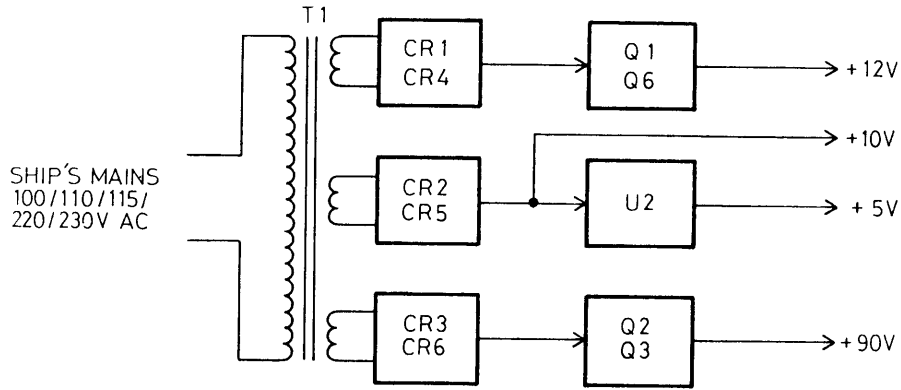 T1
CR1
CR4
Q1
Q6
+12V
+10V
SHIP'S MAINS
100/110/115/
220/230V AC
CR2
CR5
U2
+ 5V
CR3
CR6
Q2
Q3
+90V